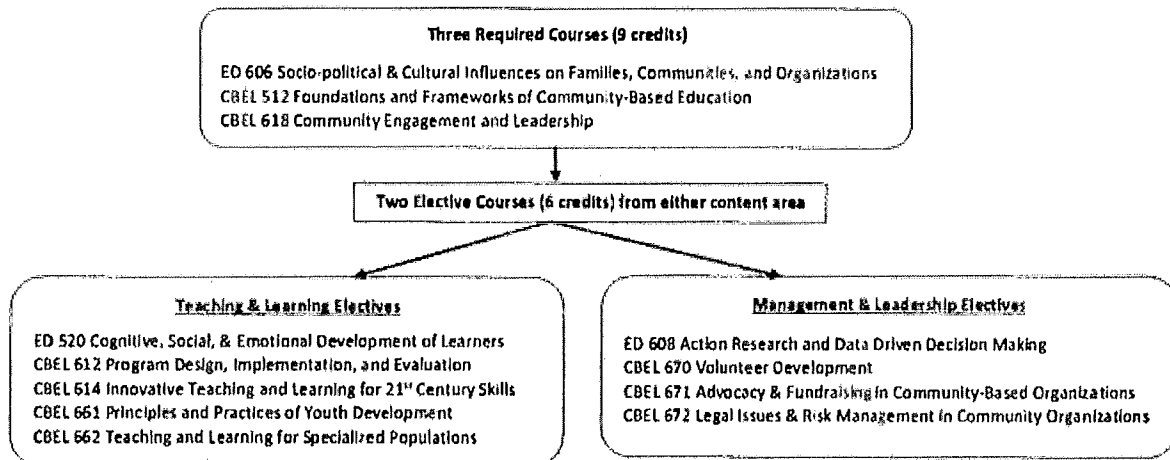 Three Required Courses (9 credits)
ED 606 Socio-political & Cultural Influences on Families, Communities, and Organizations
CBEL 512 Foundations and Frameworks of Community-Based Education
CBEL 618 Community Engagement and Leadership
Two Elective Courses (6 credits) from either content area
Teaching & Learning Electives
ED 520 Cognitive, Social, & Emotional Development of Learners
CBEL 612 Program Design, Implementation, and Evaluation
CBEL 614 Innovative Teaching and Learning for 21st Century Skills
CBEL 661 Principles and Practices of Youth Development
CBEL 662 Teaching and Learning for Specialized Populations
Management & Leadership Electives
ED 608 Action Research and Data Driven Decision Making
CBEL 670 Volunteer Development
CBEL 671 Advocacy & Fundraising in Community-Based Organizations
CBEL 672 Legal Issues & Risk Management in Community Organizations